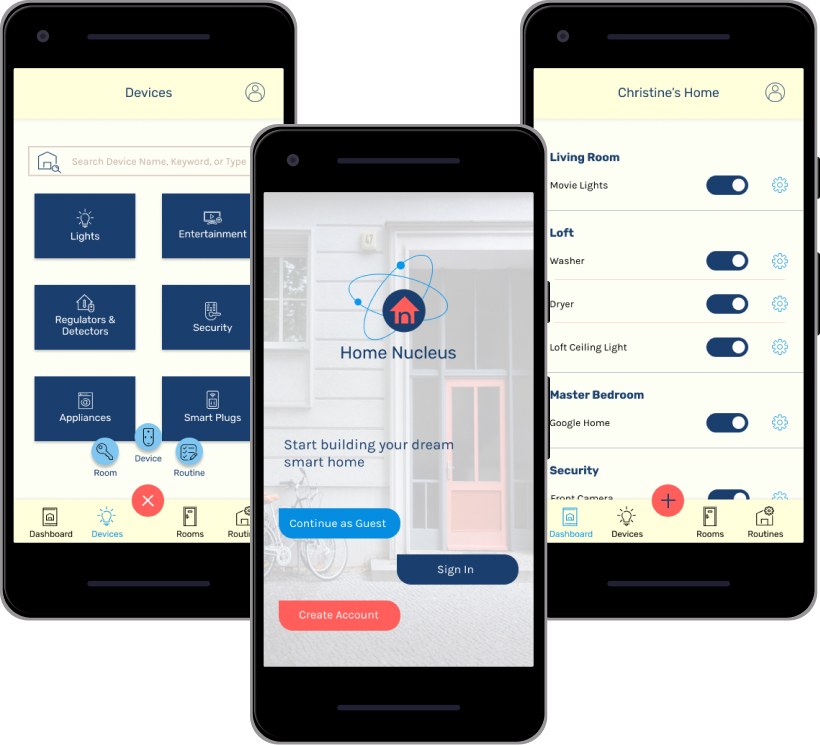 Devices
Search Device Name, Keyword, or Type
Lights
Entertainment
Regulators &
Detectors
Security
Appliances
Smart Plugs
Room
Device
Routine
Dashboard
Devices
Rooms
Home Nucleus
Start building your dream
smart home
Continue as Guest
Sign In
Create Account
Christine's Home
Living Room
Movie Lights
Loft
Washer
Dryer
Loft Ceiling Light
Master Bedroom
Google Home
Security
Front Camera
Dashboard
Devices
Rooms
Routines